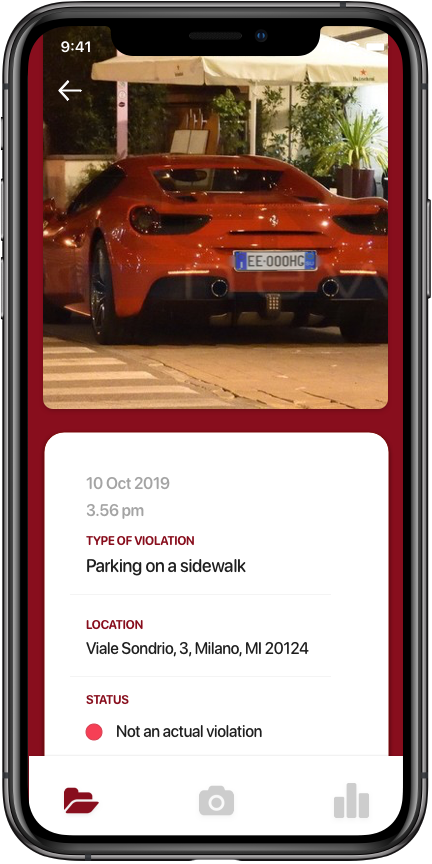 9:41
Heineken
EE·000HC
10 Oct 2019
3.56 pm
TYPE OF VIOLATION
Parking on a sidewalk
LOCATION
Viale Sondrio, 3, Milano, MI 20124
STATUS
Not an actual violation